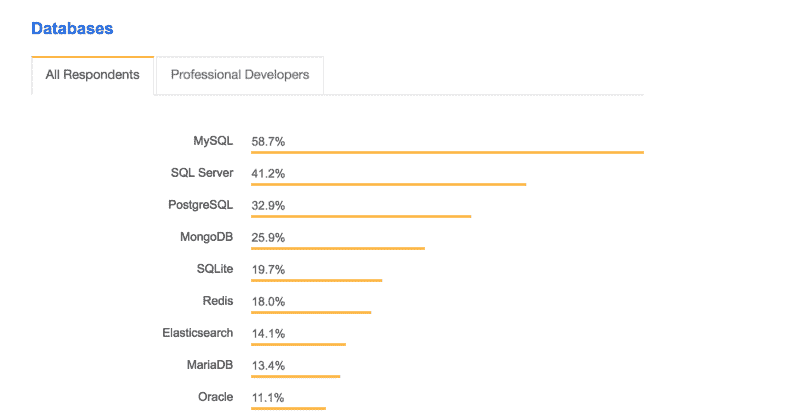 Databases
All Respondents Professional Developers
MySQL 58.7%
SQL Server 41.2%
PostgreSQL 32.9%
MongoDB 25.9%
SQLite 19.7%
Redis 18.0%
Elasticsearch 14.1%
MariaDB 13.4%
Oracle 11.1%